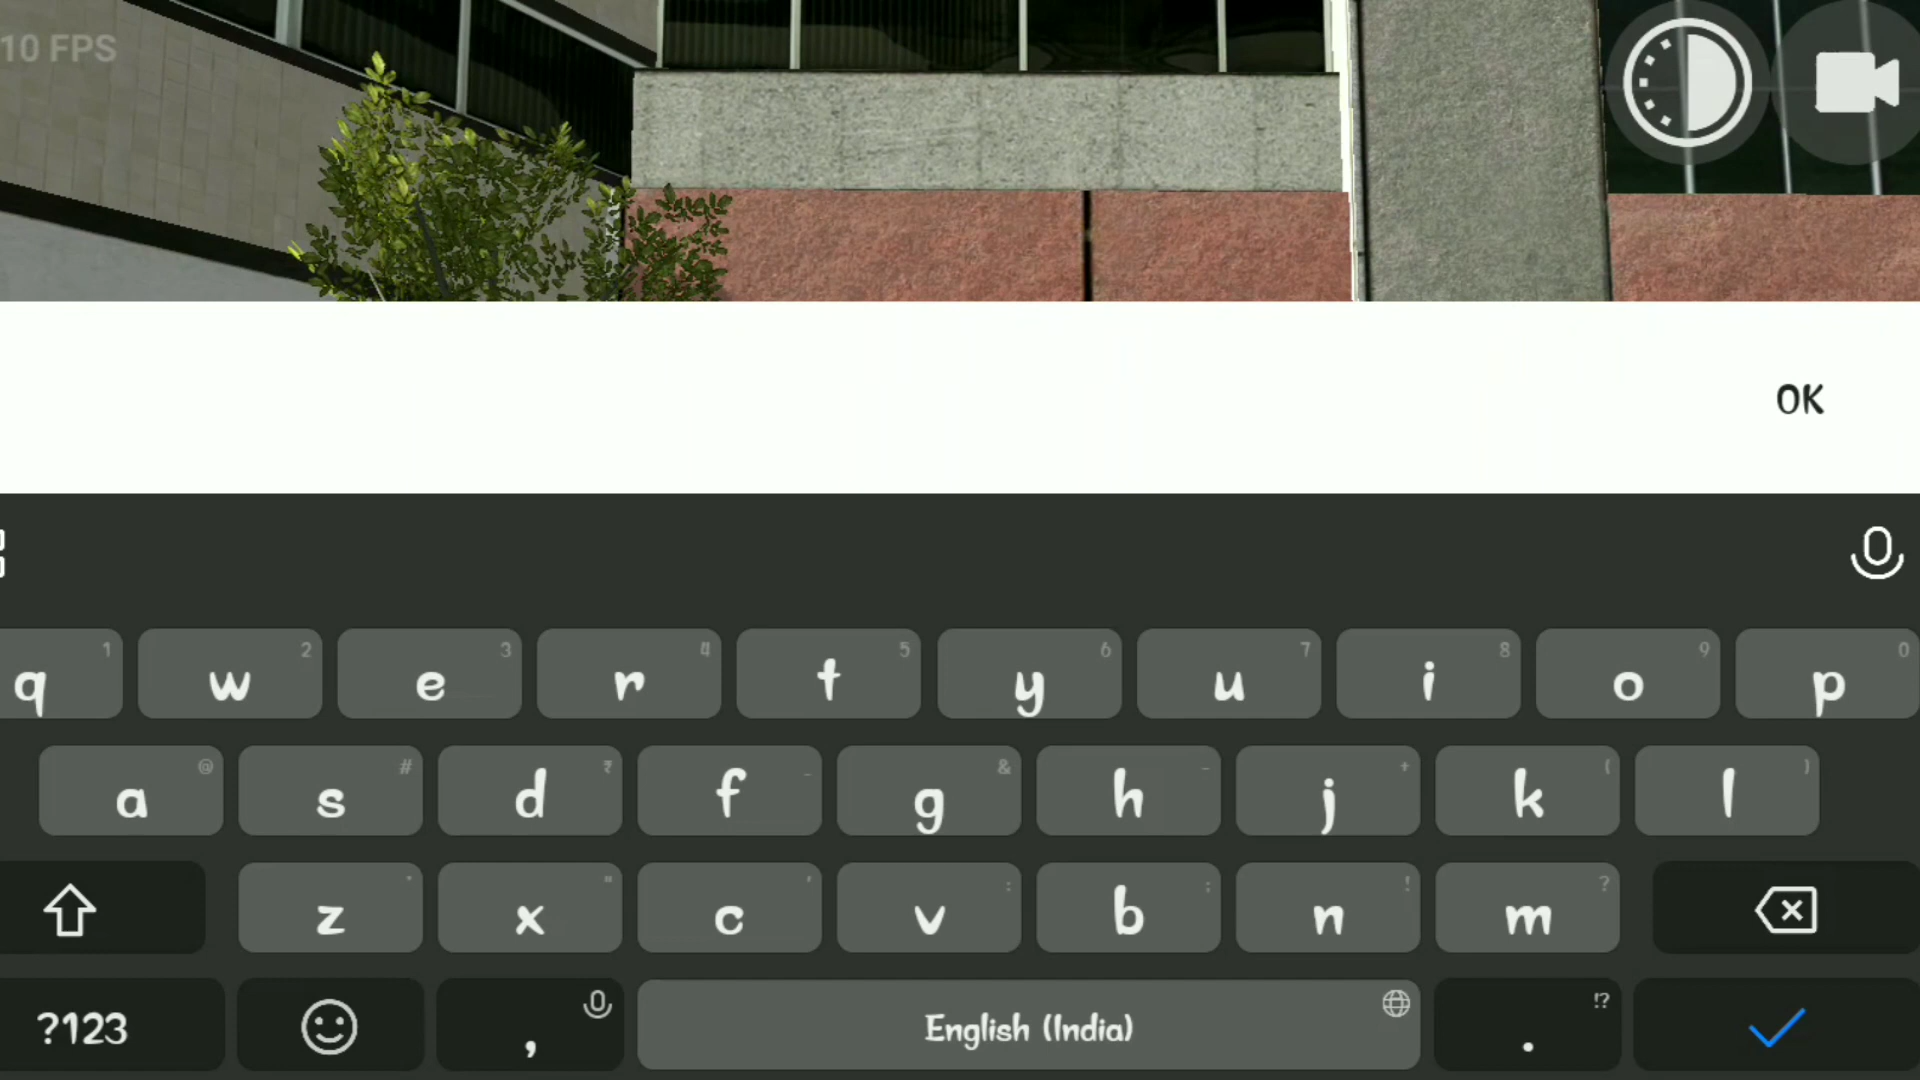 10 FPS
OK
q 1 w 2 e 3 r 4 t 5 y 6 u 7 i 8 o 9 p 0
a @ s # d ₹ f _ g & h - j + k ( l )
z x " c ' v : b ; n ! m ?
?123 , English (India) . !?